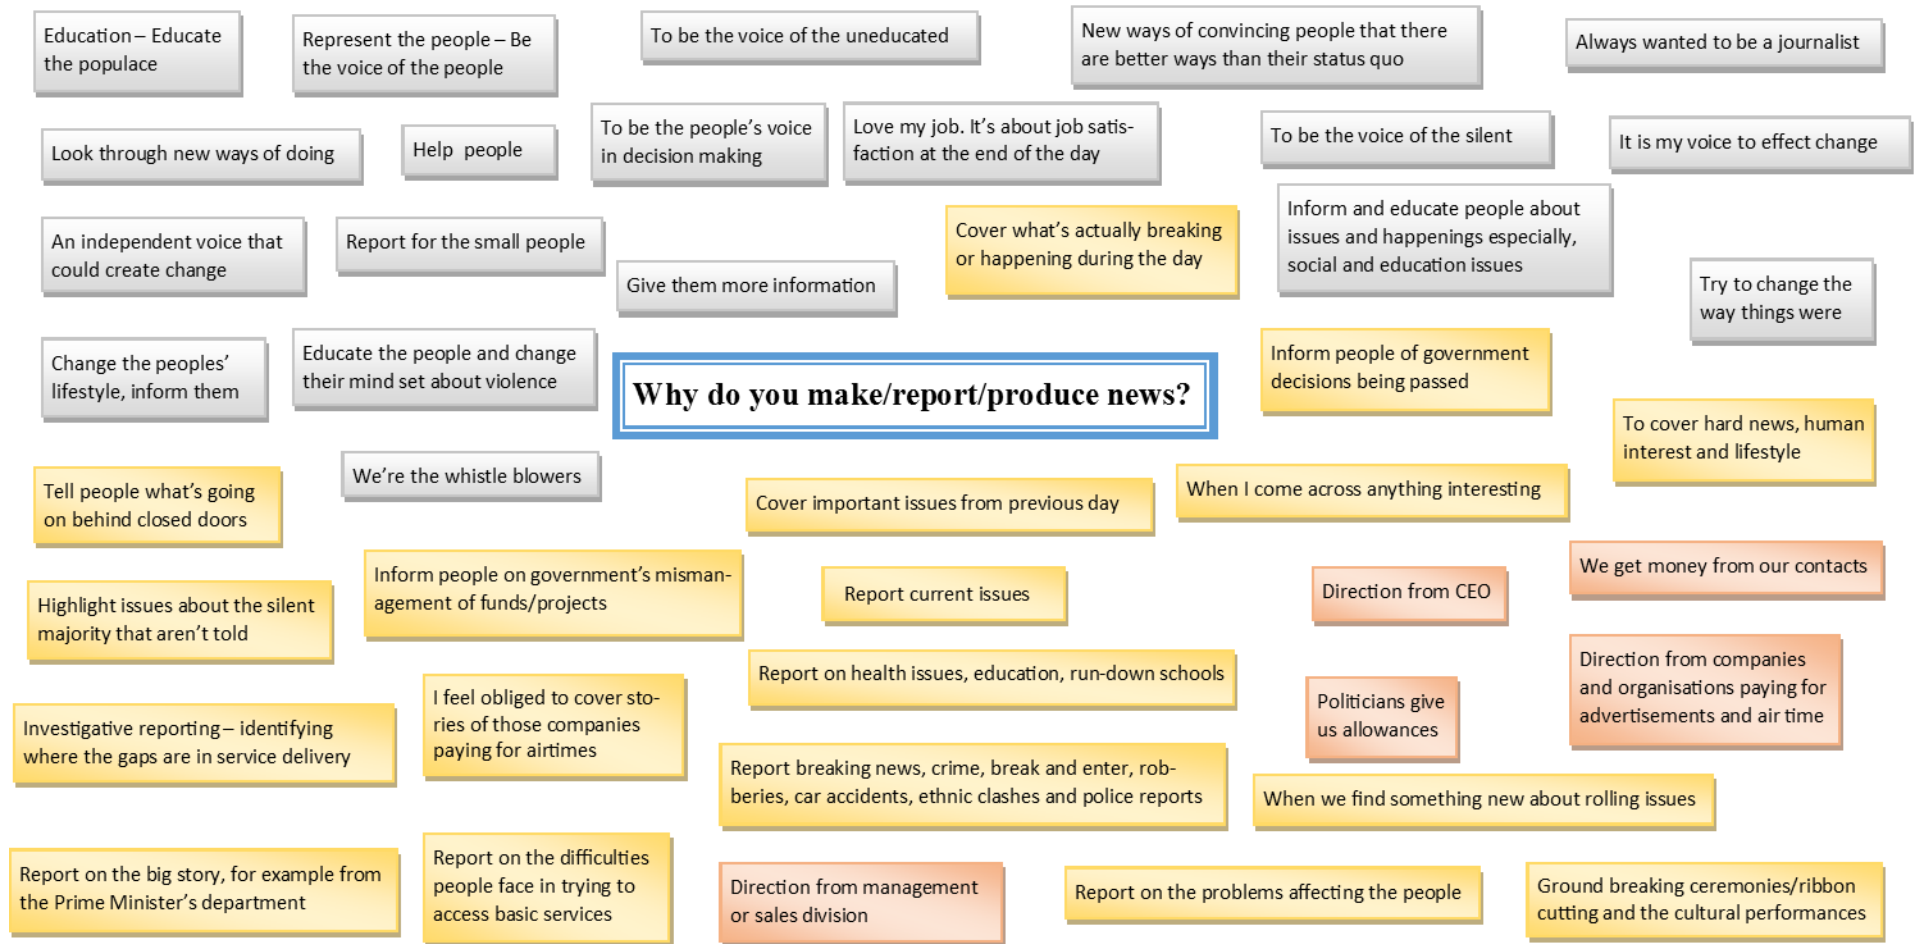 Education – Educate
the populace
Represent the people – Be
the voice of the people
To be the voice of the uneducated
New ways of convincing people that there
are better ways than their status quo
Always wanted to be a journalist
Look through new ways of doing
Help  people
To be the people’s voice
in decision making
Love my job. It’s about job satis-
faction at the end of the day
To be the voice of the silent
It is my voice to effect change
An independent voice that
could create change
Report for the small people
Give them more information
Cover what’s actually breaking
or happening during the day
Inform and educate people about
issues and happenings especially,
social and education issues
Try to change the
way things were
Change the peoples’
lifestyle, inform them
Educate the people and change
their mind set about violence
Why do you make/report/produce news?
Inform people of government
decisions being passed
To cover hard news, human
interest and lifestyle
Tell people what’s going
on behind closed doors
We’re the whistle blowers
Cover important issues from previous day
When I come across anything interesting
Highlight issues about the silent
majority that aren’t told
Inform people on government’s misman-
agement of funds/projects
Report current issues
Direction from CEO
We get money from our contacts
Report on health issues, education, run-down schools
Direction from companies
and organisations paying for
advertisements and air time
Investigative reporting – identifying
where the gaps are in service delivery
I feel obliged to cover sto-
ries of those companies
paying for airtimes
Politicians give
us allowances
Report breaking news, crime, break and enter, rob-
beries, car accidents, ethnic clashes and police reports
When we find something new about rolling issues
Report on the big story, for example from
the Prime Minister’s department
Report on the difficulties
people face in trying to
access basic services
Direction from management
or sales division
Report on the problems affecting the people
Ground breaking ceremonies/ribbon
cutting and the cultural performances